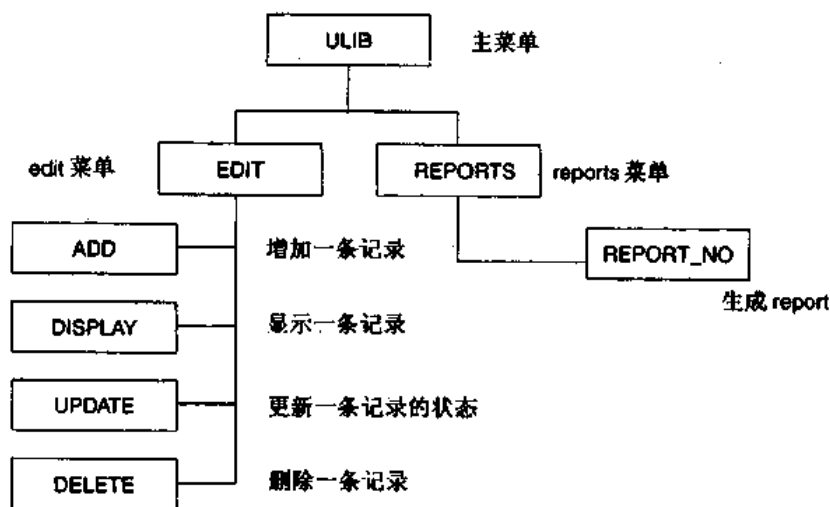 ULIB 主菜单
edit 菜单 EDIT REPORTS reports 菜单
ADD 增加一条记录
REPORT_NO
生成 report
DISPLAY 显示一条记录
UPDATE 更新一条记录的状态
DELETE 删除一条记录